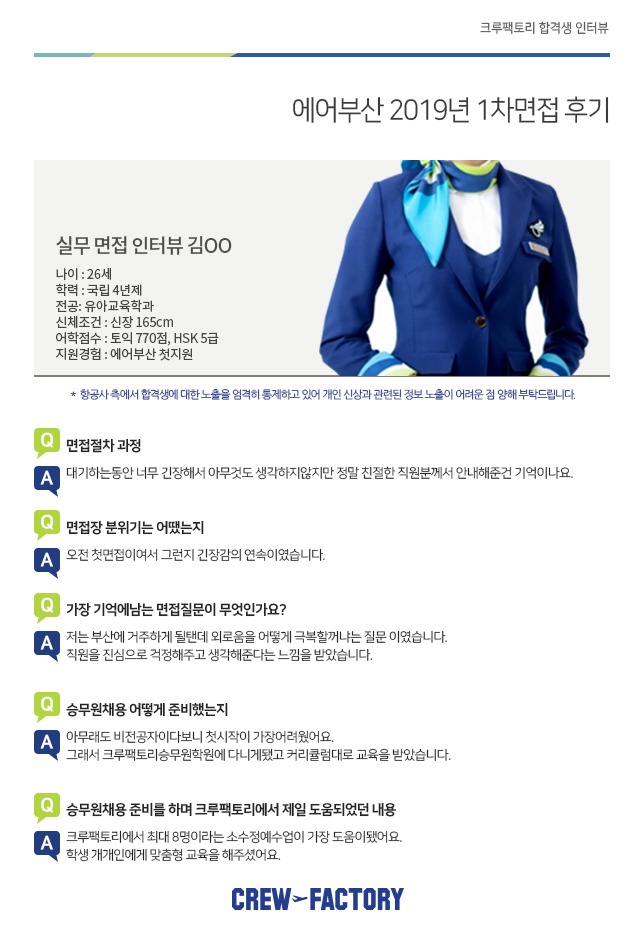 크루팩토리 합격생 인터뷰
에어부산 2019년 1차면접 후기
실무 면접 인터뷰 김OO
나이 : 26세
학력 : 국립 4년제
전공: 유아교육학과
신체조건 : 신장 165cm
어학점수 : 토익 770점, HSK 5급
지원경험 : 에어부산 첫지원
* 항공사 측에서 합격생에 대한 노출을 엄격히 통제하고 있어 개인 신상과 관련된 정보 노출이 어려운 점 양해 부탁드립니다.
Q 면접절차 과정
A 대기하는동안 너무 긴장해서 아무것도 생각하지않지만 정말 친절한 직원분께서 안내해준건 기억이나요.
Q 면접장 분위기는 어땠는지
A 오전 첫면접이여서 그런지 긴장감의 연속이였습니다.
Q 가장 기억에남는 면접질문이 무엇인가요?
A 저는 부산에 거주하게 될탠데 외로움을 어떻게 극복할꺼냐는 질문 이였습니다.
직원을 진심으로 걱정해주고 생각해준다는 느낌을 받았습니다.
Q 승무원채용 어떻게 준비했는지
A 아무래도 비전공자이다보니 첫시작이 가장어려웠어요.
그래서 크루팩토리승무원학원에 다니게됐고 커리큘럼대로 교육을 받았습니다.
Q 승무원채용 준비를 하며 크루팩토리에서 제일 도움되었던 내용
A 크루팩토리에서 최대 8명이라는 소수정예수업이 가장 도움이됐어요.
학생 개개인에게 맞춤형 교육을 해주셨어요.
CREW FACTORY